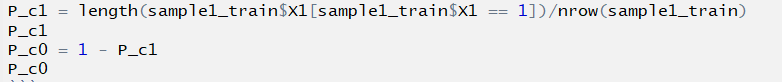 P_c1 = length(sample1_train$X1[sample1_train$X1 == 1])/nrow(sample1_train)
P_c1
P_c0 = 1 - P_c1
P_c0
```